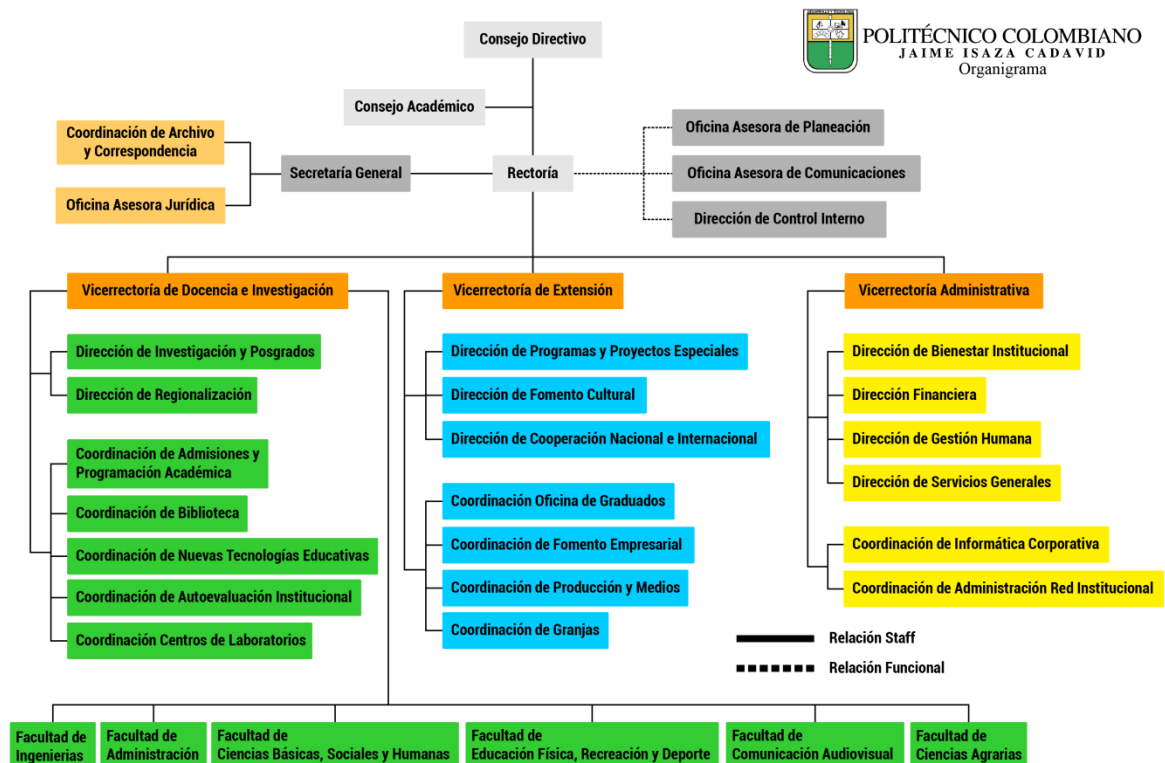 POLITÉCNICO COLOMBIANO
JAIME ISAZA CADAVID
Organigrama
Consejo Directivo
Consejo Académico
Coordinación de Archivo
y Correspondencia
Oficina Asesora Jurídica
Secretaría General
Rectoría
Oficina Asesora de Planeación
Oficina Asesora de Comunicaciones
Dirección de Control Interno
Vicerrectoría de Docencia e Investigación
Dirección de Investigación y Posgrados
Dirección de Regionalización
Coordinación de Admisiones y
Programación Académica
Coordinación de Biblioteca
Coordinación de Nuevas Tecnologías Educativas
Coordinación de Autoevaluación Institucional
Coordinación Centros de Laboratorios
Vicerrectoría de Extensión
Dirección de Programas y Proyectos Especiales
Dirección de Fomento Cultural
Dirección de Cooperación Nacional e Internacional
Coordinación Oficina de Graduados
Coordinación de Fomento Empresarial
Coordinación de Producción y Medios
Coordinación de Granjas
Vicerrectoría Administrativa
Dirección de Bienestar Institucional
Dirección Financiera
Dirección de Gestión Humana
Dirección de Servicios Generales
Coordinación de Informática Corporativa
Coordinación de Administración Red Institucional
Relación Staff
Relación Funcional
Facultad de
Ingenierias
Facultad de
Administración
Facultad de
Ciencias Básicas, Sociales y Humanas
Facultad de
Educación Física, Recreación y Deporte
Facultad de
Comunicación Audiovisual
Facultad de
Ciencias Agrarias